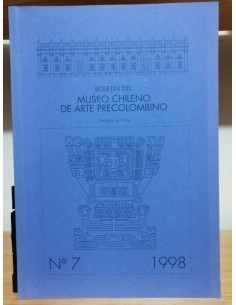 BOLETIN DEL
MUSEO CHILENO
DE ARTE PRECOLOMBINO
Santiago de Chile
Nº 7 1998